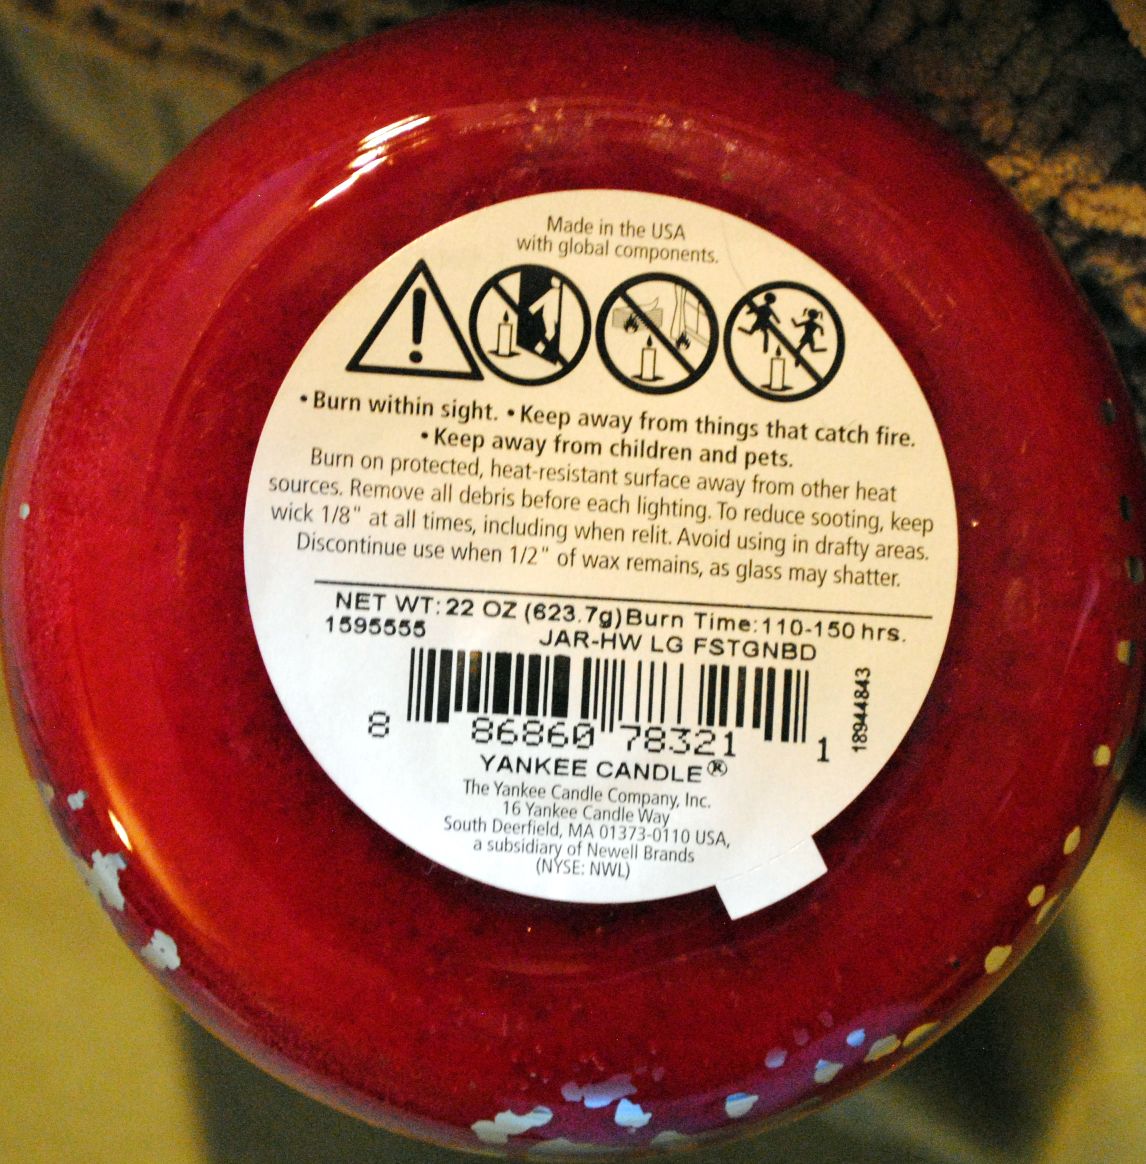 Made in the USA
with global components.
• Burn within sight. • Keep away from things that catch fire.
• Keep away from children and pets.
Burn on protected, heat-resistant surface away from other heat
sources. Remove all debris before each lighting. To reduce sooting, keep
wick 1/8" at all times, including when relit. Avoid using in drafty areas.
Discontinue use when 1/2" of wax remains, as glass may shatter.
NET WT: 22 OZ (623.7g) Burn Time: 110-150 hrs.
1595555 JAR-HW LG FSTGNBD
18944843
8 86860 78321 1
YANKEE CANDLE®
The Yankee Candle Company, Inc.
16 Yankee Candle Way
South Deerfield, MA 01373-0110 USA,
a subsidiary of Newell Brands
(NYSE: NWL)